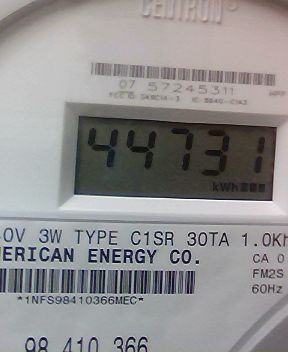 CENTRON®
07 57245311
44731
kWh
0V 3W TYPE C1SR 30TA 1.0Kh
ERICAN ENERGY CO.
CA 0
FM2S
60Hz
*1NFS98410366MEC*
98 410 366